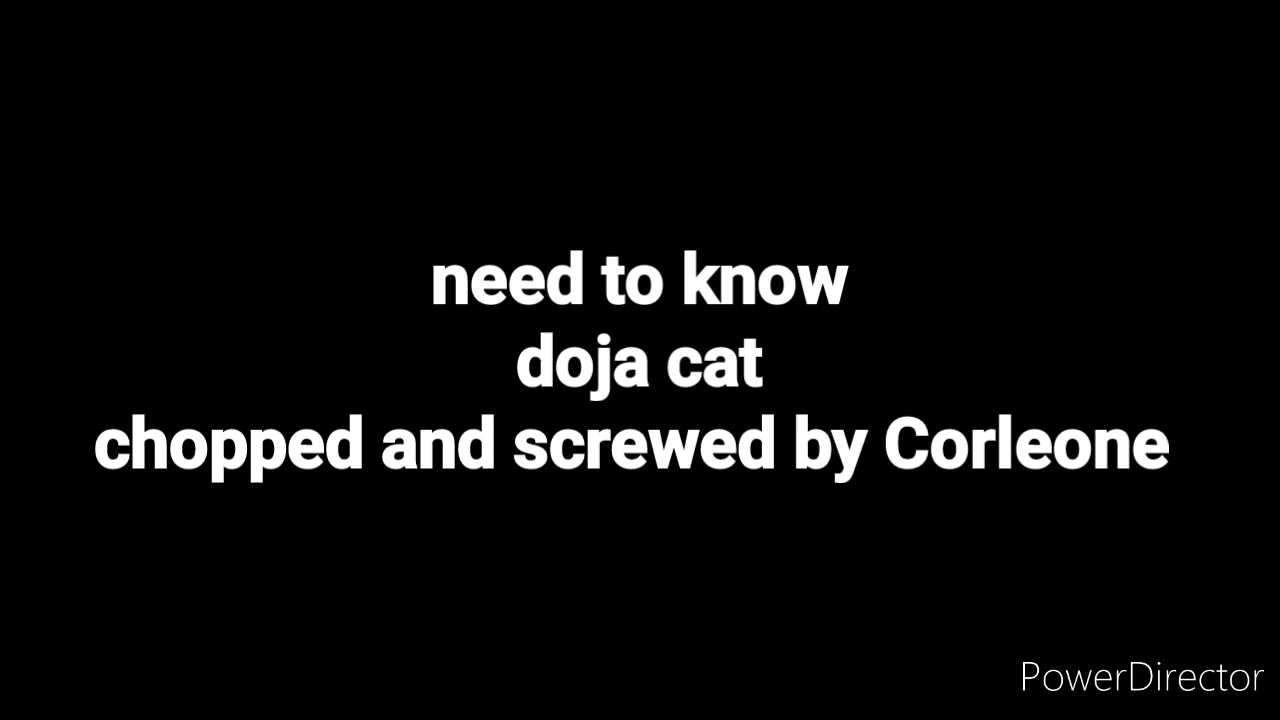 need to know
doja cat
chopped and screwed by Corleone
PowerDirector